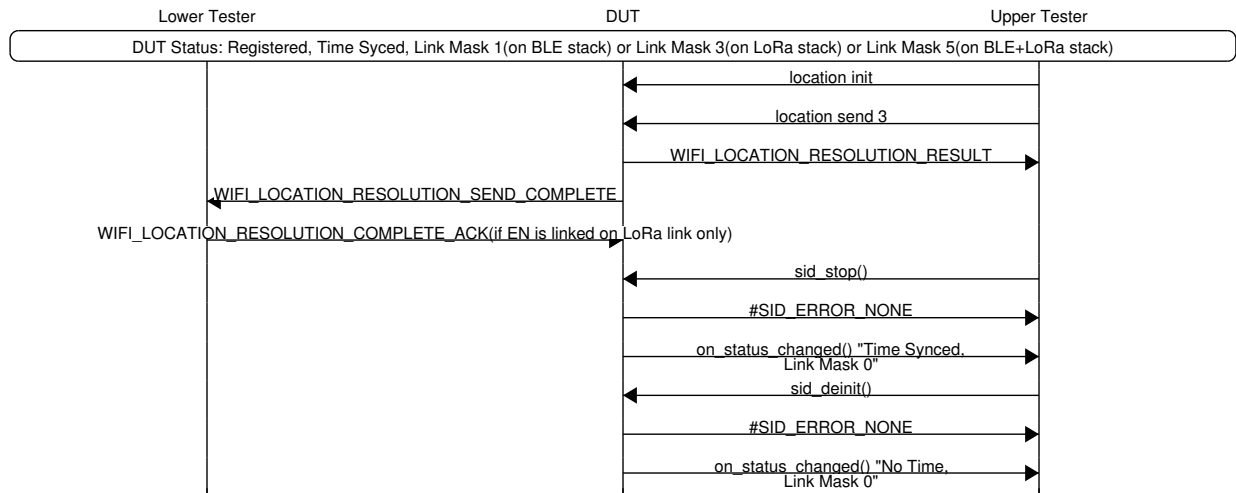 Lower Tester DUT Upper Tester
DUT Status: Registered, Time Syced, Link Mask 1(on BLE stack) or Link Mask 3(on LoRa stack) or Link Mask 5(on BLE+LoRa stack)
location init
location send 3
WIFI_LOCATION_RESOLUTION_RESULT
WIFI_LOCATION_RESOLUTION_SEND_COMPLETE
WIFI_LOCATION_RESOLUTION_COMPLETE_ACK(if EN is linked on LoRa link only)
sid_stop()
#SID_ERROR_NONE
on_status_changed() "Time Synced,
Link Mask 0"
sid_deinit()
#SID_ERROR_NONE
on_status_changed() "No Time,
Link Mask 0"